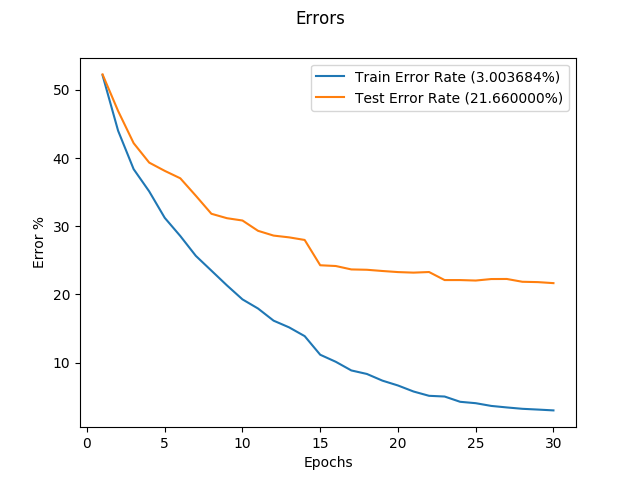 Errors
Train Error Rate (3.003684%)
Test Error Rate (21.660000%)
Error %
50
40
30
20
10
0 5 10 15 20 25 30
Epochs